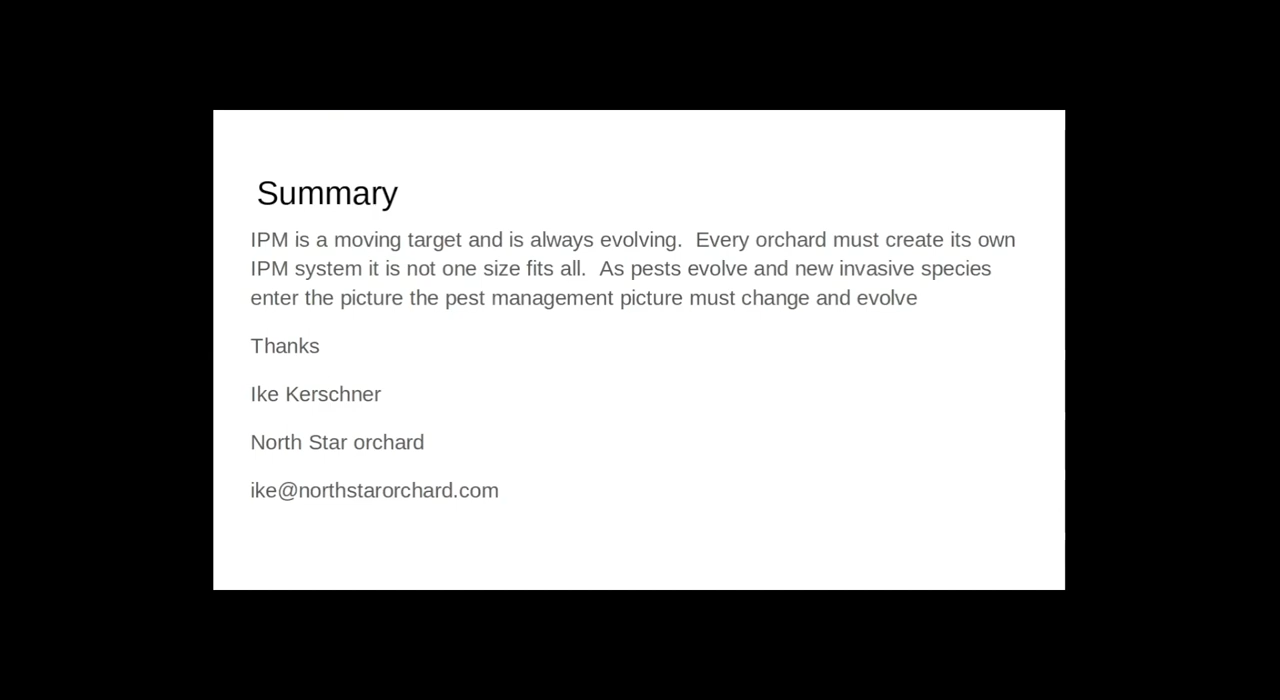 Summary
IPM is a moving target and is always evolving.  Every orchard must create its own
IPM system it is not one size fits all.  As pests evolve and new invasive species
enter the picture the pest management picture must change and evolve
Thanks
Ike Kerschner
North Star orchard
ike@northstarorchard.com